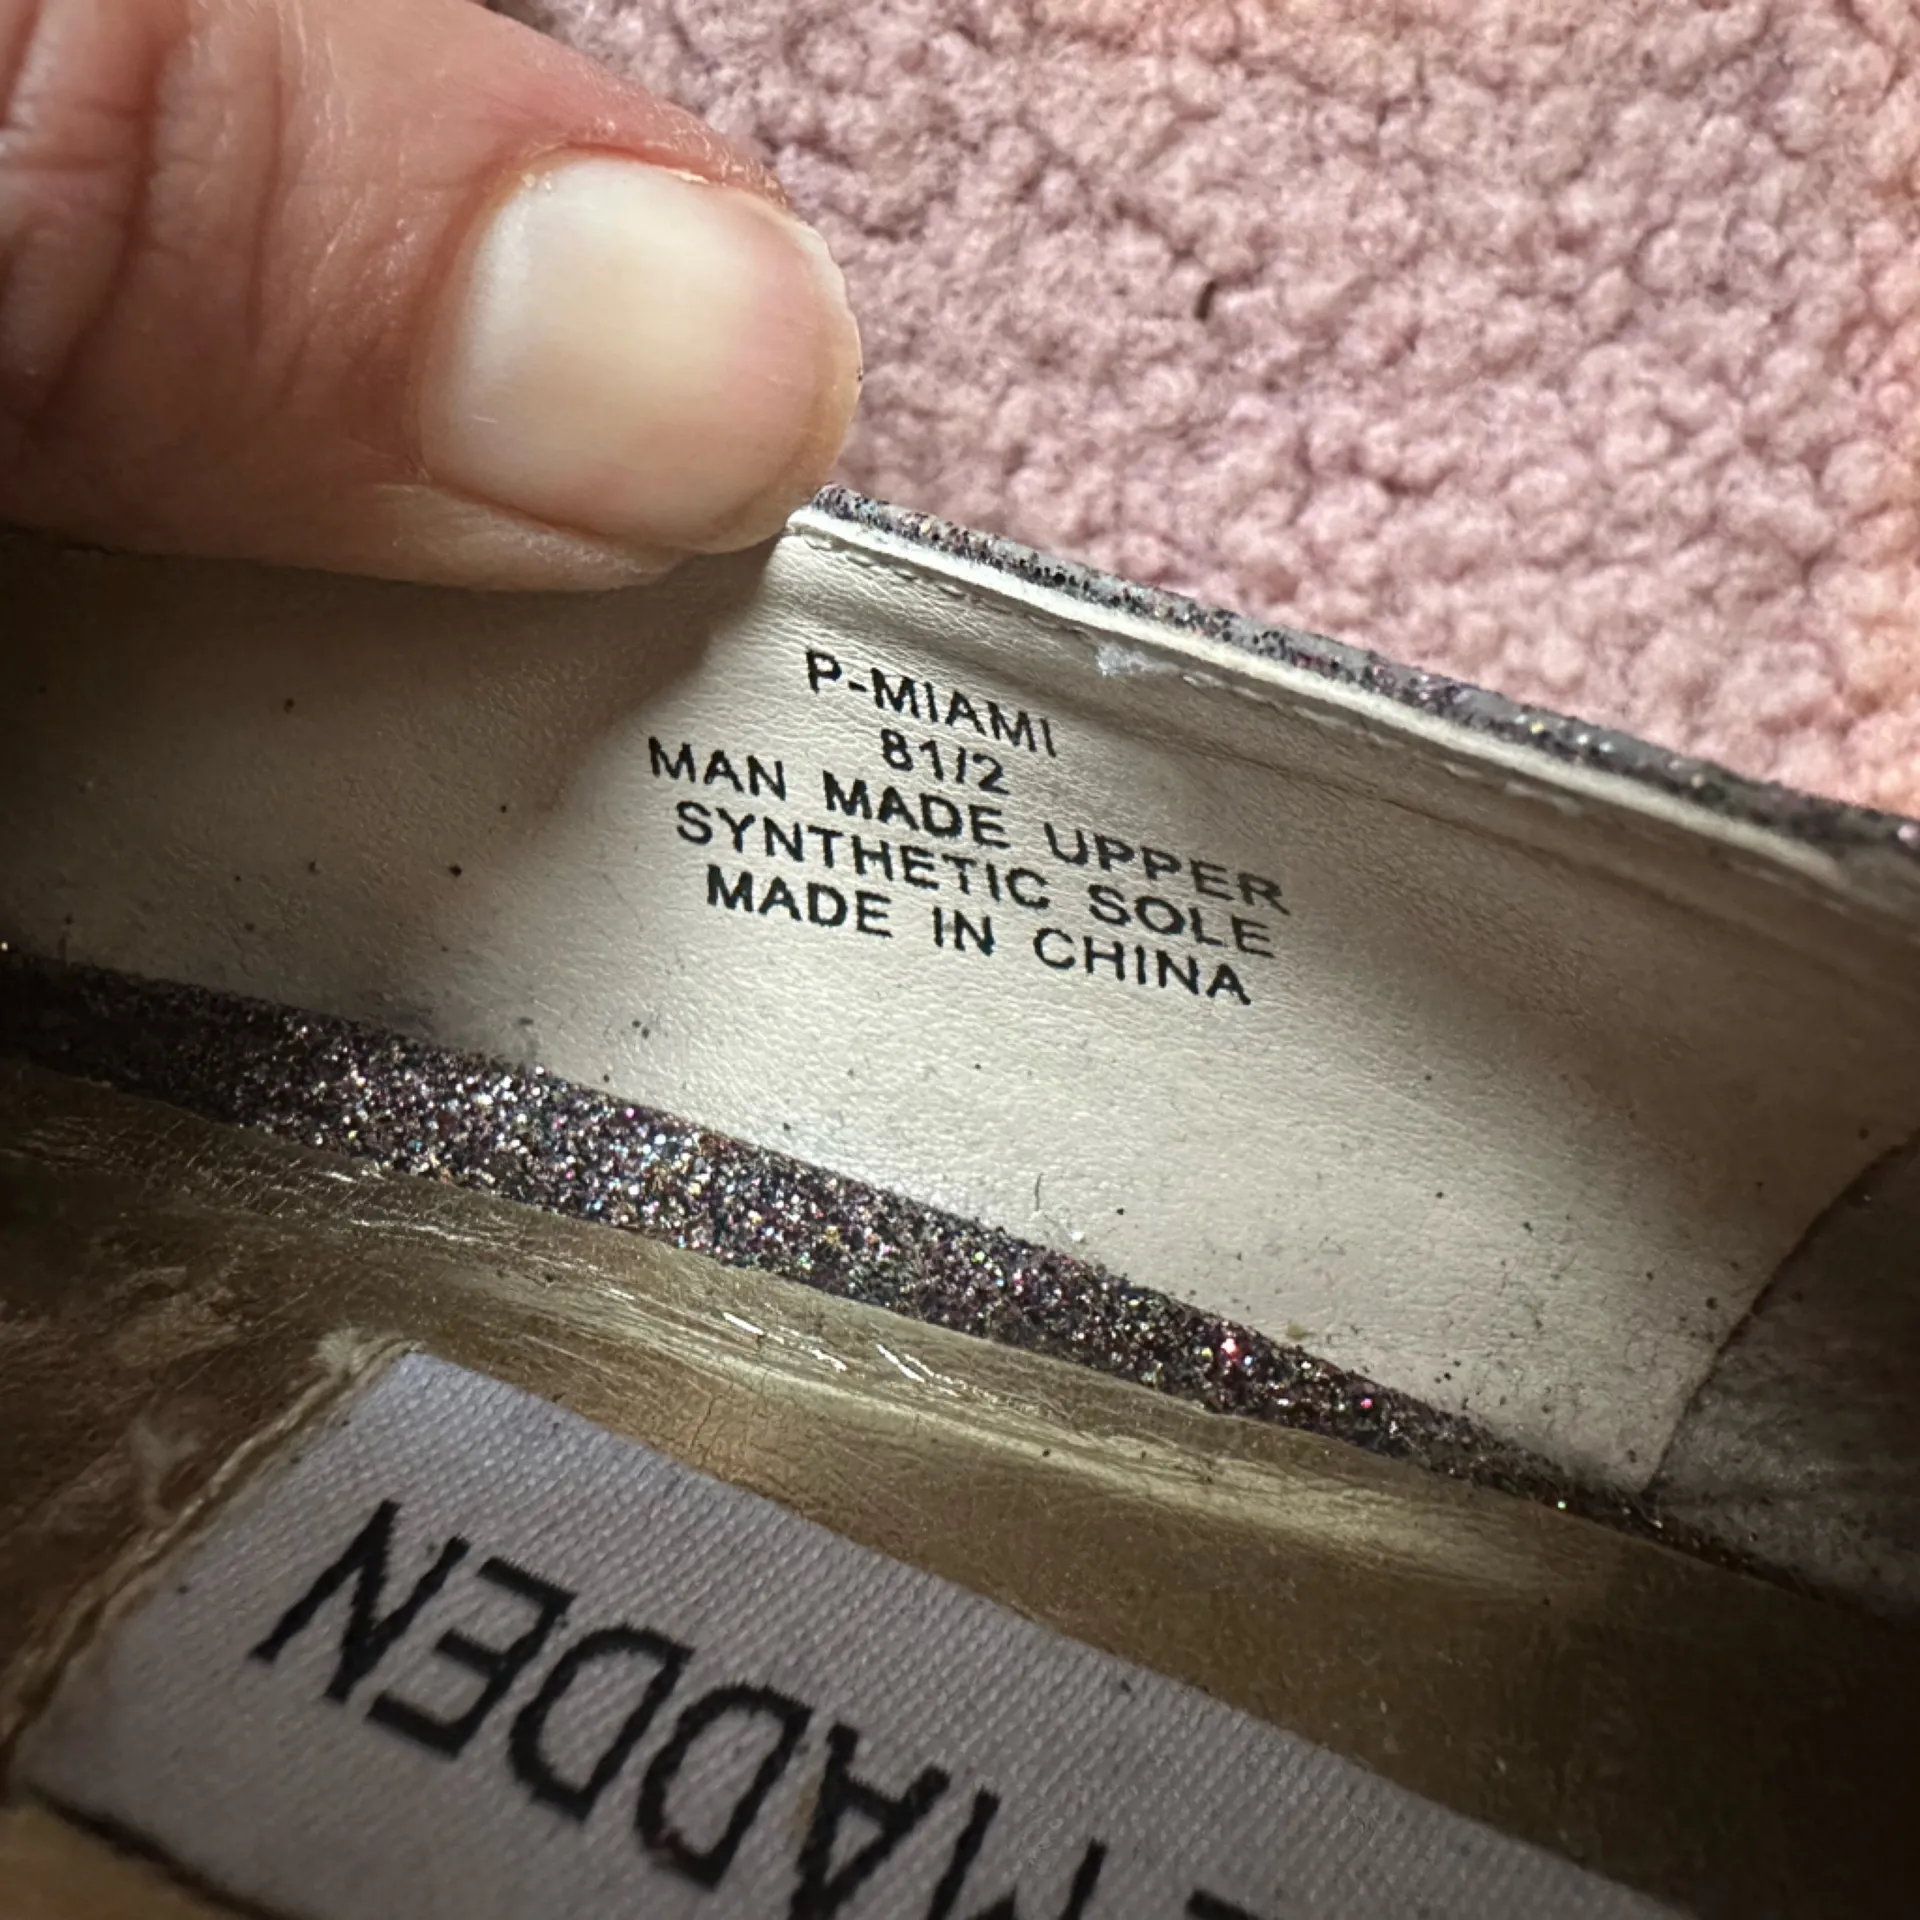 P-MIAMI
81/2
MAN MADE UPPER
SYNTHETIC SOLE
MADE IN CHINA
MADDEN